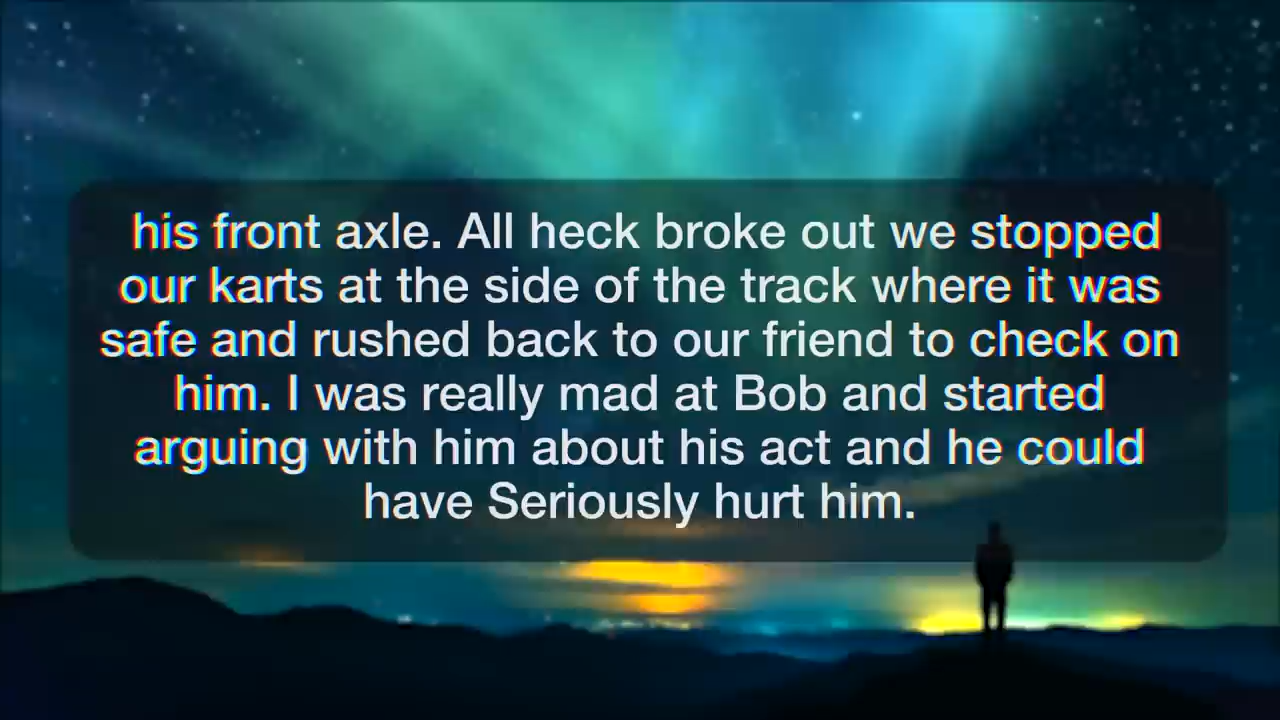 his front axle. All heck broke out we stopped
our karts at the side of the track where it was
safe and rushed back to our friend to check on
him. I was really mad at Bob and started
arguing with him about his act and he could
have Seriously hurt him.